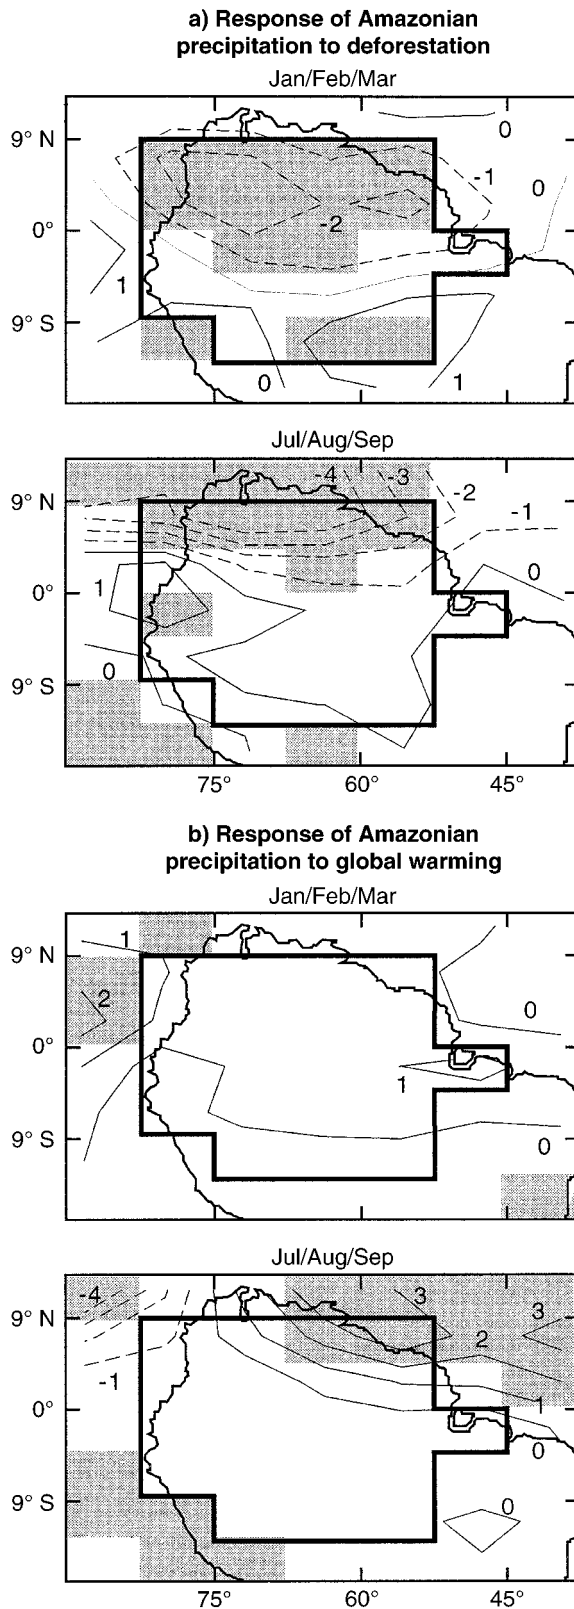 a) Response of Amazonian
precipitation to deforestation
Jan/Feb/Mar
0
9° N
-1
0
0°
-2
1
9° S
0
1
Jul/Aug/Sep
-4
-3
-2
9° N
-1
0
1
0°
0
9° S
75°
60°
45°
b) Response of Amazonian
precipitation to global warming
Jan/Feb/Mar
1
9° N
2
0
0°
1
0
9° S
Jul/Aug/Sep
-4
3
3
9° N
2
-1
1
0°
0
9° S
0
75°
60°
45°